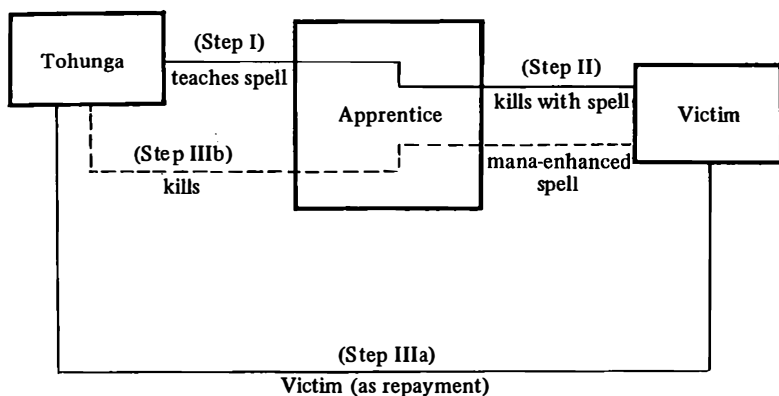 (Step I)
Tohunga
teaches spell
(Step II)
kills with spell
Apprentice
Victim
(Step IIIb)
kills
mana-enhanced
spell
(Step IIIa)
Victim (as repayment)